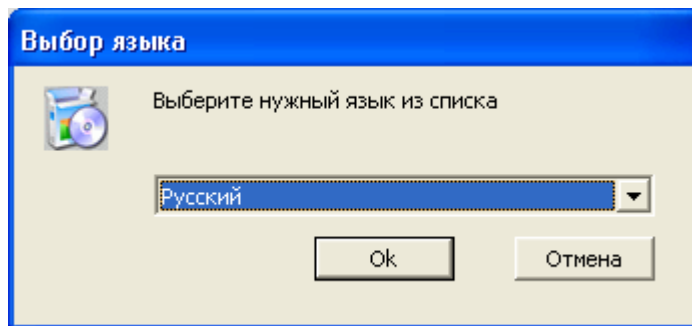 Выбор языка
Выберите нужный язык из списка
Русский
Ok Отмена